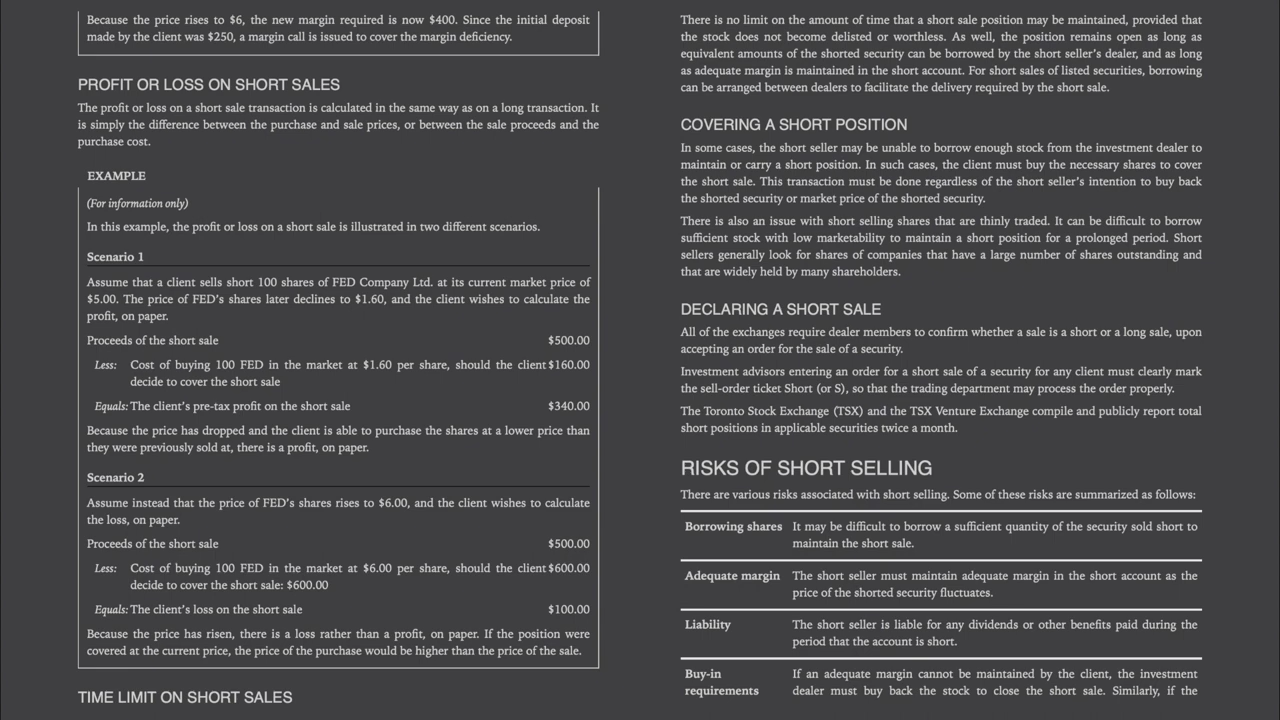 Because the price rises to $6, the new margin required is now $400. Since the initial deposit
made by the client was $250, a margin call is issued to cover the margin deficiency.
PROFIT OR LOSS ON SHORT SALES
The profit or loss on a short sale transaction is calculated in the same way as on a long transaction. It
is simply the difference between the purchase and sale prices, or between the sale proceeds and the
purchase cost.
EXAMPLE
(For information only)
In this example, the profit or loss on a short sale is illustrated in two different scenarios.
Scenario 1
Assume that a client sells short 100 shares of FED Company Ltd. at its current market price of
$5.00. The price of FED's shares later declines to $1.60, and the client wishes to calculate the
profit, on paper.
Proceeds of the short sale $500.00
Less: Cost of buying 100 FED in the market at $1.60 per share, should the client $160.00
decide to cover the short sale
Equals: The client's pre-tax profit on the short sale $340.00
Because the price has dropped and the client is able to purchase the shares at a lower price than
they were previously sold at, there is a profit, on paper.
Scenario 2
Assume instead that the price of FED's shares rises to $6.00, and the client wishes to calculate
the loss, on paper.
Proceeds of the short sale $500.00
Less: Cost of buying 100 FED in the market at $6.00 per share, should the client $600.00
decide to cover the short sale: $600.00
Equals: The client's loss on the short sale $100.00
Because the price has risen, there is a loss rather than a profit, on paper. If the position were
covered at the current price, the price of the purchase would be higher than the price of the sale.
TIME LIMIT ON SHORT SALES
There is no limit on the amount of time that a short sale position may be maintained, provided that
the stock does not become delisted or worthless. As well, the position remains open as long as
equivalent amounts of the shorted security can be borrowed by the short seller's dealer, and as long
as adequate margin is maintained in the short account. For short sales of listed securities, borrowing
can be arranged between dealers to facilitate the delivery required by the short sale.
COVERING A SHORT POSITION
In some cases, the short seller may be unable to borrow enough stock from the investment dealer to
maintain or carry a short position. In such cases, the client must buy the necessary shares to cover
the short sale. This transaction must be done regardless of the short seller's intention to buy back
the shorted security or market price of the shorted security.
There is also an issue with short selling shares that are thinly traded. It can be difficult to borrow
sufficient stock with low marketability to maintain a short position for a prolonged period. Short
sellers generally look for shares of companies that have a large number of shares outstanding and
that are widely held by many shareholders.
DECLARING A SHORT SALE
All of the exchanges require dealer members to confirm whether a sale is a short or a long sale, upon
accepting an order for the sale of a security.
Investment advisors entering an order for a short sale of a security for any client must clearly mark
the sell-order ticket Short (or S), so that the trading department may process the order properly.
The Toronto Stock Exchange (TSX) and the TSX Venture Exchange compile and publicly report total
short positions in applicable securities twice a month.
RISKS OF SHORT SELLING
There are various risks associated with short selling. Some of these risks are summarized as follows:
Borrowing shares It may be difficult to borrow a sufficient quantity of the security sold short to
maintain the short sale.
Adequate margin The short seller must maintain adequate margin in the short account as the
price of the shorted security fluctuates.
Liability The short seller is liable for any dividends or other benefits paid during the
period that the account is short.
Buy-in If an adequate margin cannot be maintained by the client, the investment
requirements dealer must buy back the stock to close the short sale. Similarly, if the